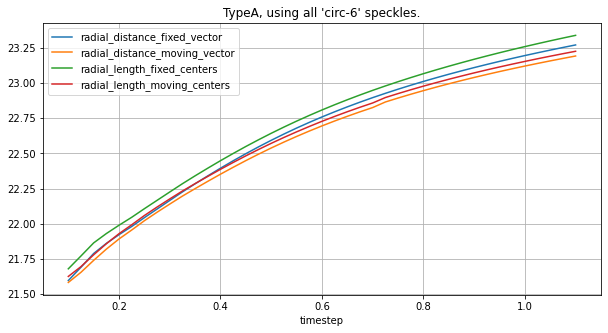 TypeA, using all 'circ-6' speckles.
radial_distance_fixed_vector
radial_distance_moving_vector
radial_length_fixed_centers
radial_length_moving_centers
23.25
23.00
22.75
22.50
22.25
22.00
21.75
21.50
0.2 0.4 0.6 0.8 1.0
timestep